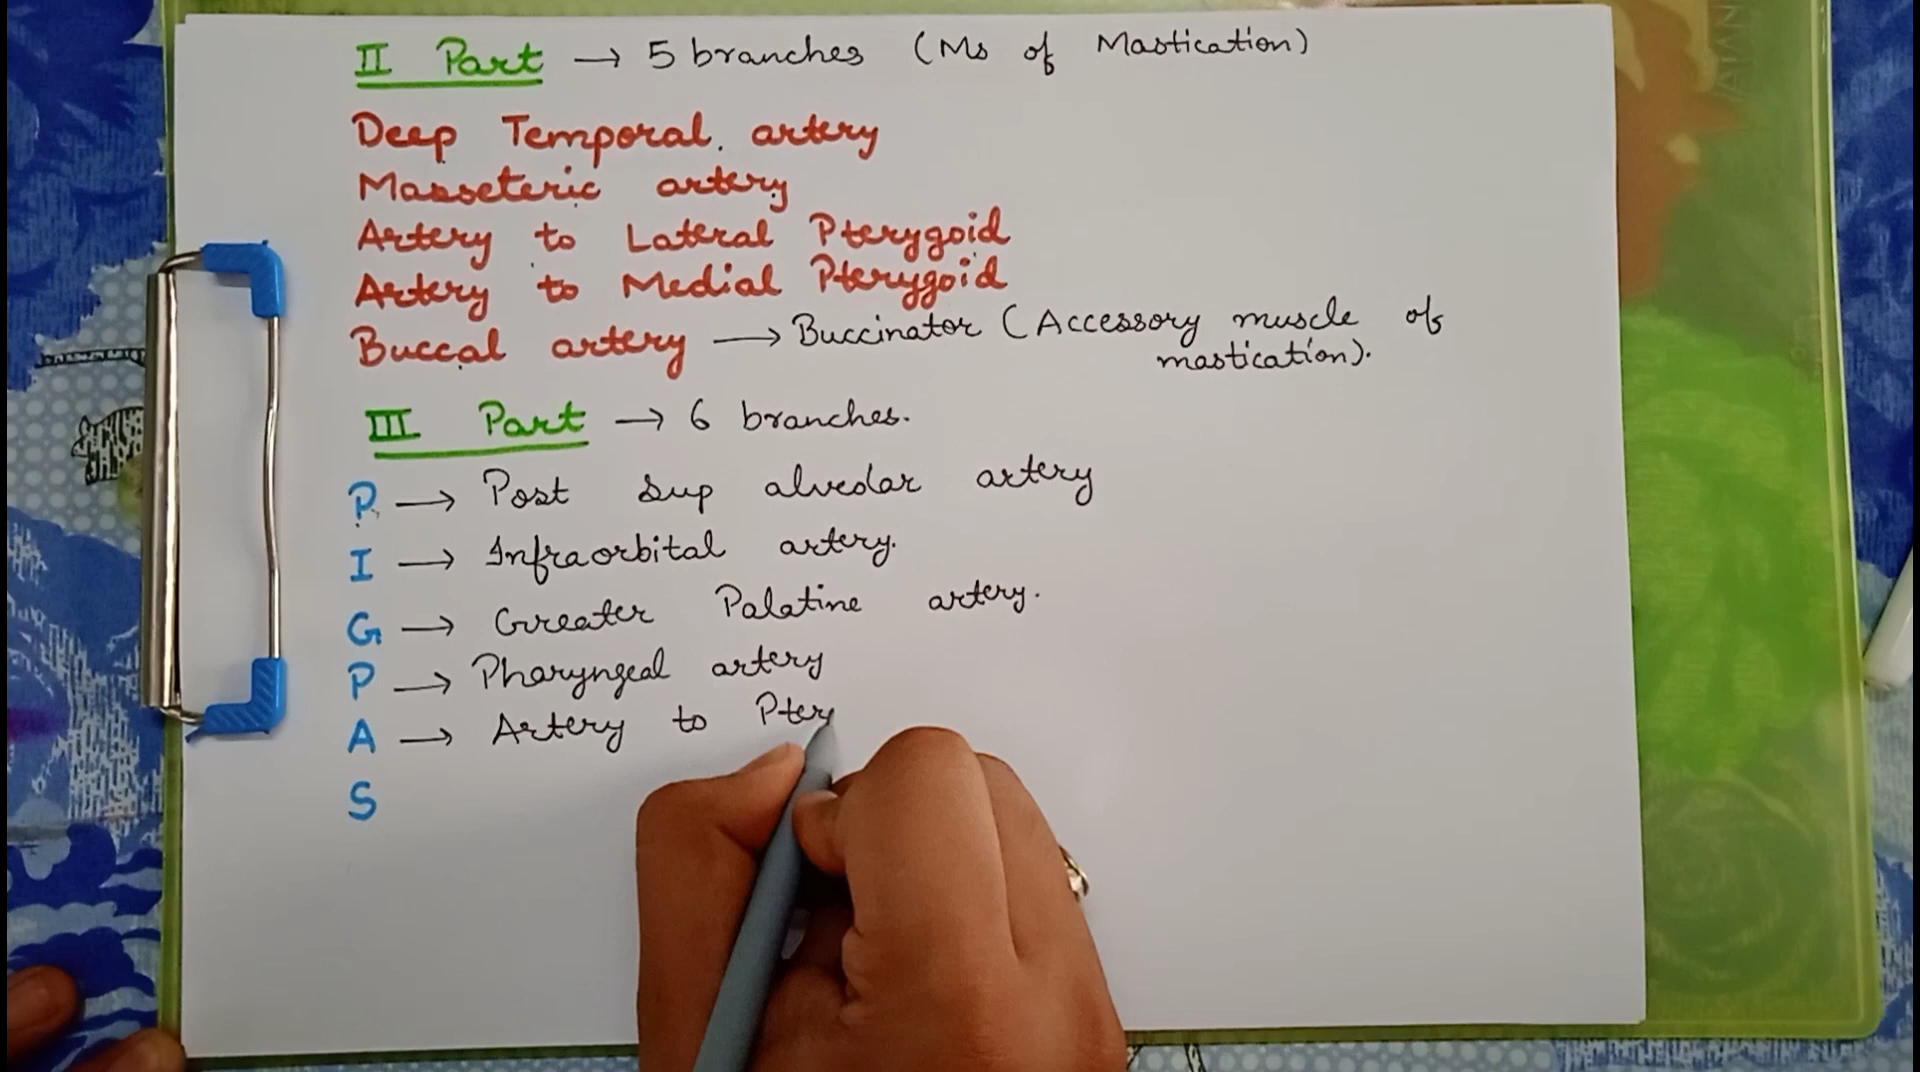 II Part → 5 branches (Ms of Mastication)
Deep Temporal artery
Masseteric artery
Artery to Lateral Pterygoid
Artery to Medial Pterygoid
Buccal artery → Buccinator (Accessory muscle of
mastication).
III Part → 6 branches.
P → Post Sup alveolar artery
I → Infraorbital artery.
G → Greater Palatine artery.
P → Pharyngeal artery
A → Artery to Ptery
S